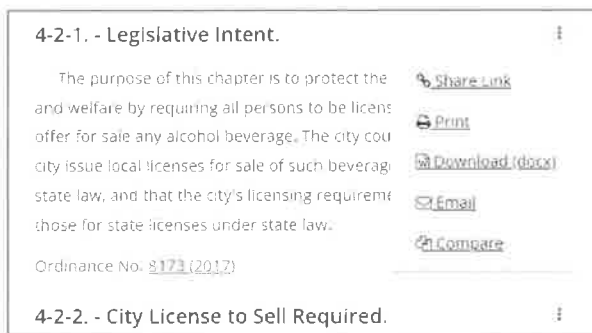 4-2-1. - Legislative Intent.
The purpose of this chapter is to protect the
and welfare by requiring all persons to be licens
offer for sale any alcohol beverage. The city cou
city issue local licenses for sale of such beverag
state law, and that the city's licensing requireme
those for state licenses under state law.
Ordinance No. 8173 (2017)
Share Link
Print
Download (docx)
Email
Compare
4-2-2. - City License to Sell Required.